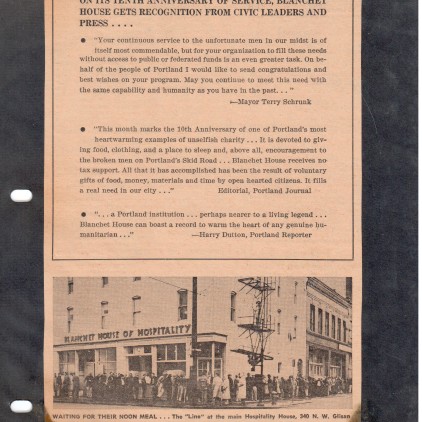 ON ITS TENTH ANNIVERSARY OF SERVICE, BLANCHET
HOUSE GETS RECOGNITION FROM CIVIC LEADERS AND
PRESS . . . .
● "Your continuous service to the unfortunate men in our midst is of
itself most commendable, but for your organization to fill these needs
without access to public or federated funds is an even greater task. On be-
half of the people of Portland I would like to send congratulations and
best wishes on your program. May you continue to meet this need with
the same capability and humanity as you have in the past. . . "
—Mayor Terry Schrunk
● "This month marks the 10th Anniversary of one of Portland's most
heartwarming examples of unselfish charity . . . It is devoted to giv-
ing food, clothing, and a place to sleep and, above all, encouragement to
the broken men on Portland's Skid Road . . . Blanchet House receives no
tax support. All that it has accomplished has been the result of voluntary
gifts of food, money, materials and time by open hearted citizens. It fills
a real need in our city . . ." Editorial, Portland Journal
● ". . . a Portland institution . . . perhaps nearer to a living legend . . .
Blanchet House can boast a record to warm the heart of any genuine hu-
manitarian . . ." —Harry Dutton, Portland Reporter
BLANCHET HOUSE OF HOSPITALITY
WAITING FOR THEIR NOON MEAL . . . The "Line" at the main Hospitality House, 340 N. W. Glisan